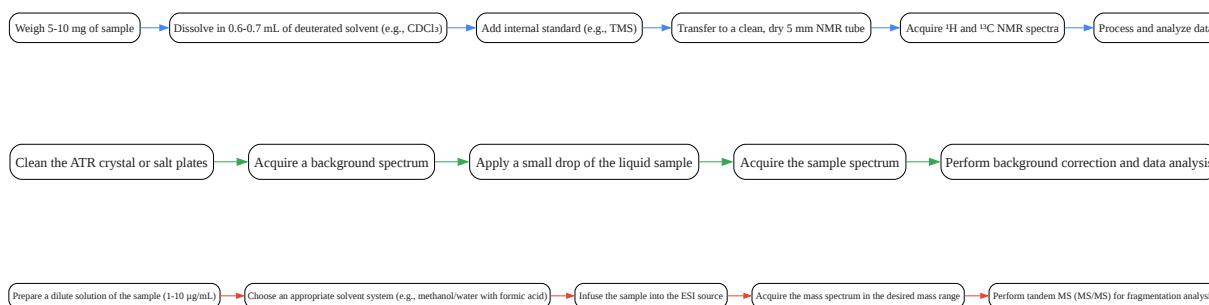 Weigh 5-10 mg of sample
Dissolve in 0.6-0.7 mL of deuterated solvent (e.g., CDCl₃)
Add internal standard (e.g., TMS)
Transfer to a clean, dry 5 mm NMR tube
Acquire ¹H and ¹³C NMR spectra
Process and analyze data
Clean the ATR crystal or salt plates
Acquire a background spectrum
Apply a small drop of the liquid sample
Acquire the sample spectrum
Perform background correction and data analysis
Prepare a dilute solution of the sample (1-10 µg/mL)
Choose an appropriate solvent system (e.g., methanol/water with formic acid)
Infuse the sample into the ESI source
Acquire the mass spectrum in the desired mass range
Perform tandem MS (MS/MS) for fragmentation analysis